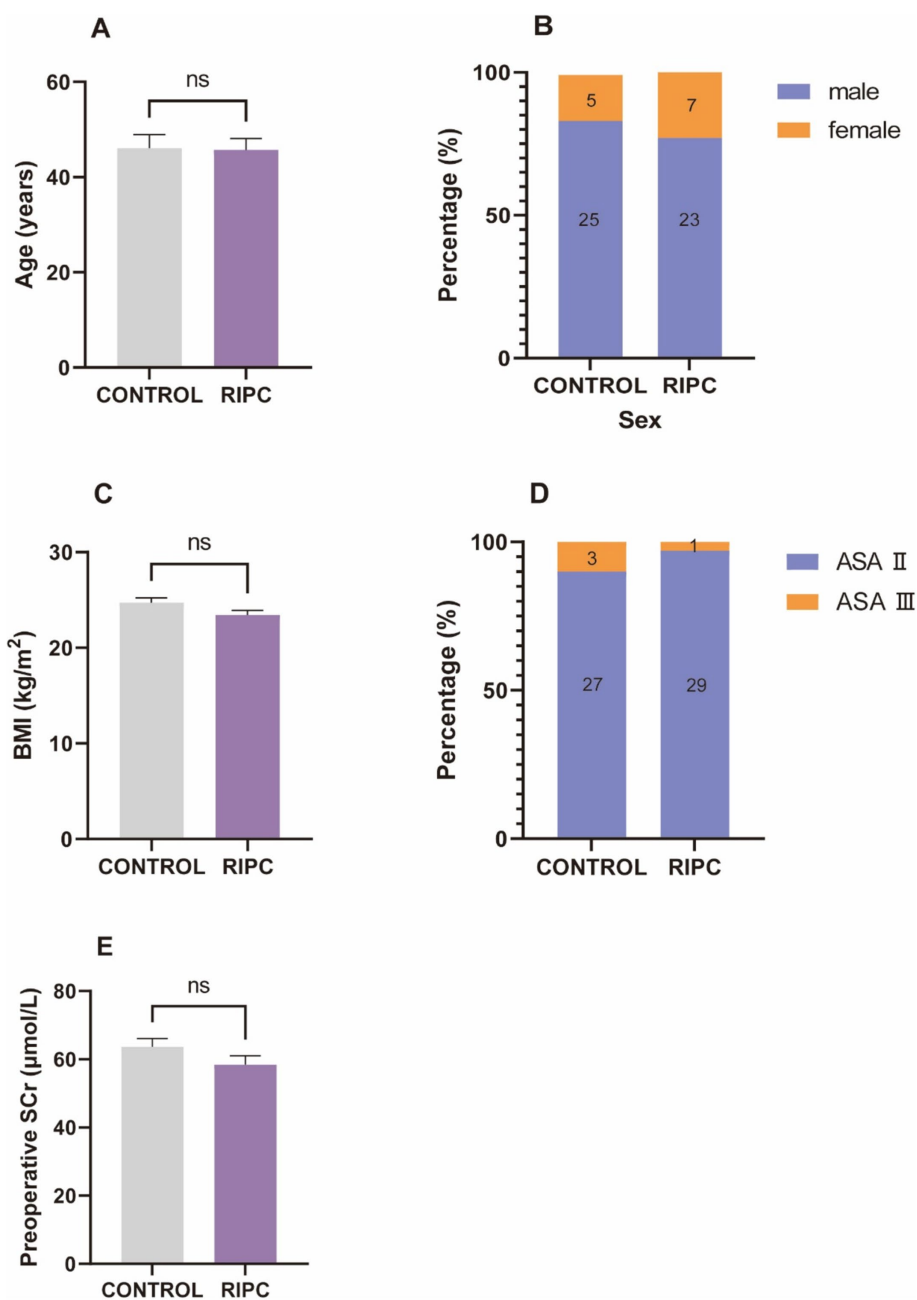 A
Age (years)
60
40
20
0
ns
CONTROL RIPC
B
Percentage (%)
100
50
0
5
7
25
23
CONTROL RIPC
Sex
male
female
C
BMI (kg/m²)
30
20
10
0
ns
CONTROL RIPC
D
Percentage (%)
100
50
0
3
1
27
29
CONTROL RIPC
ASA Ⅱ
ASA Ⅲ
E
Preoperative SCr (μmol/L)
80
60
40
20
0
ns
CONTROL RIPC